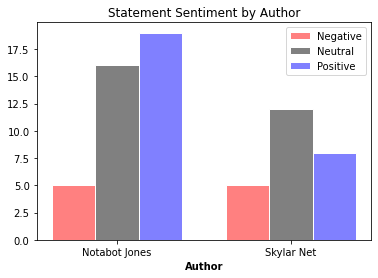 Statement Sentiment by Author
Negative
Neutral
Positive
17.5
15.0
12.5
10.0
7.5
5.0
2.5
0.0
Notabot Jones Skylar Net
Author